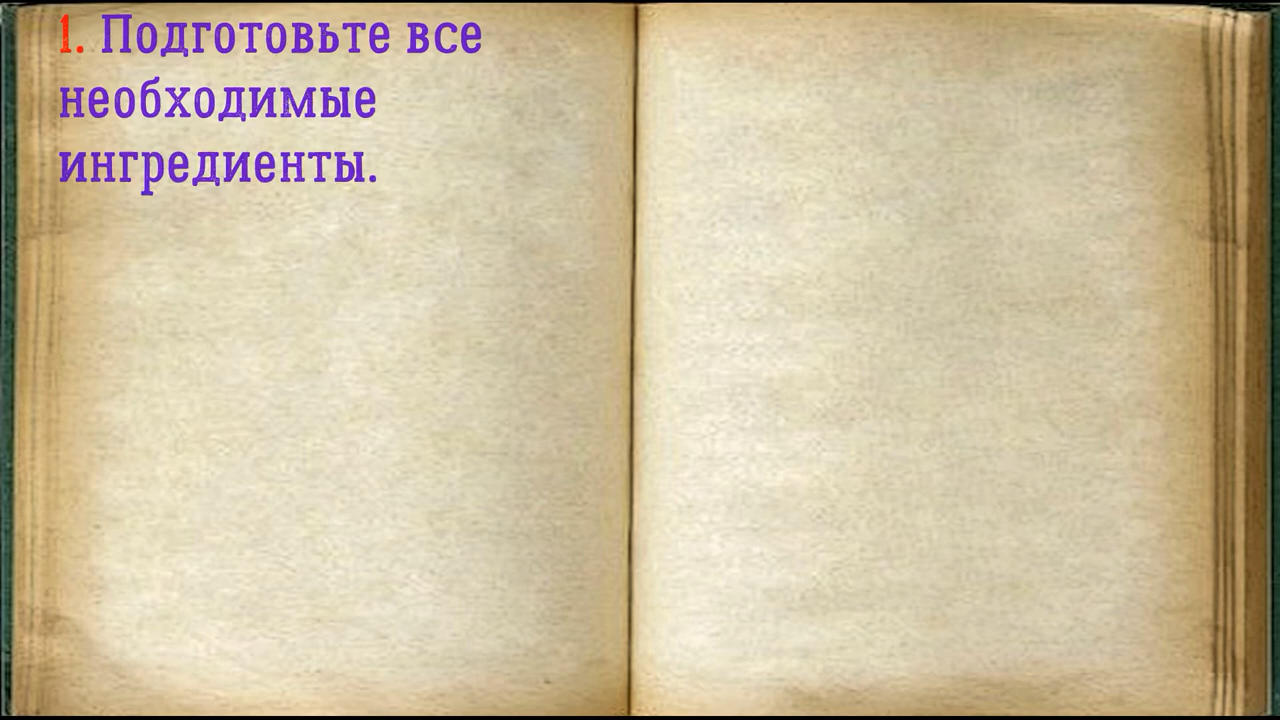 1. Подготовьте все
необходимые
ингредиенты.